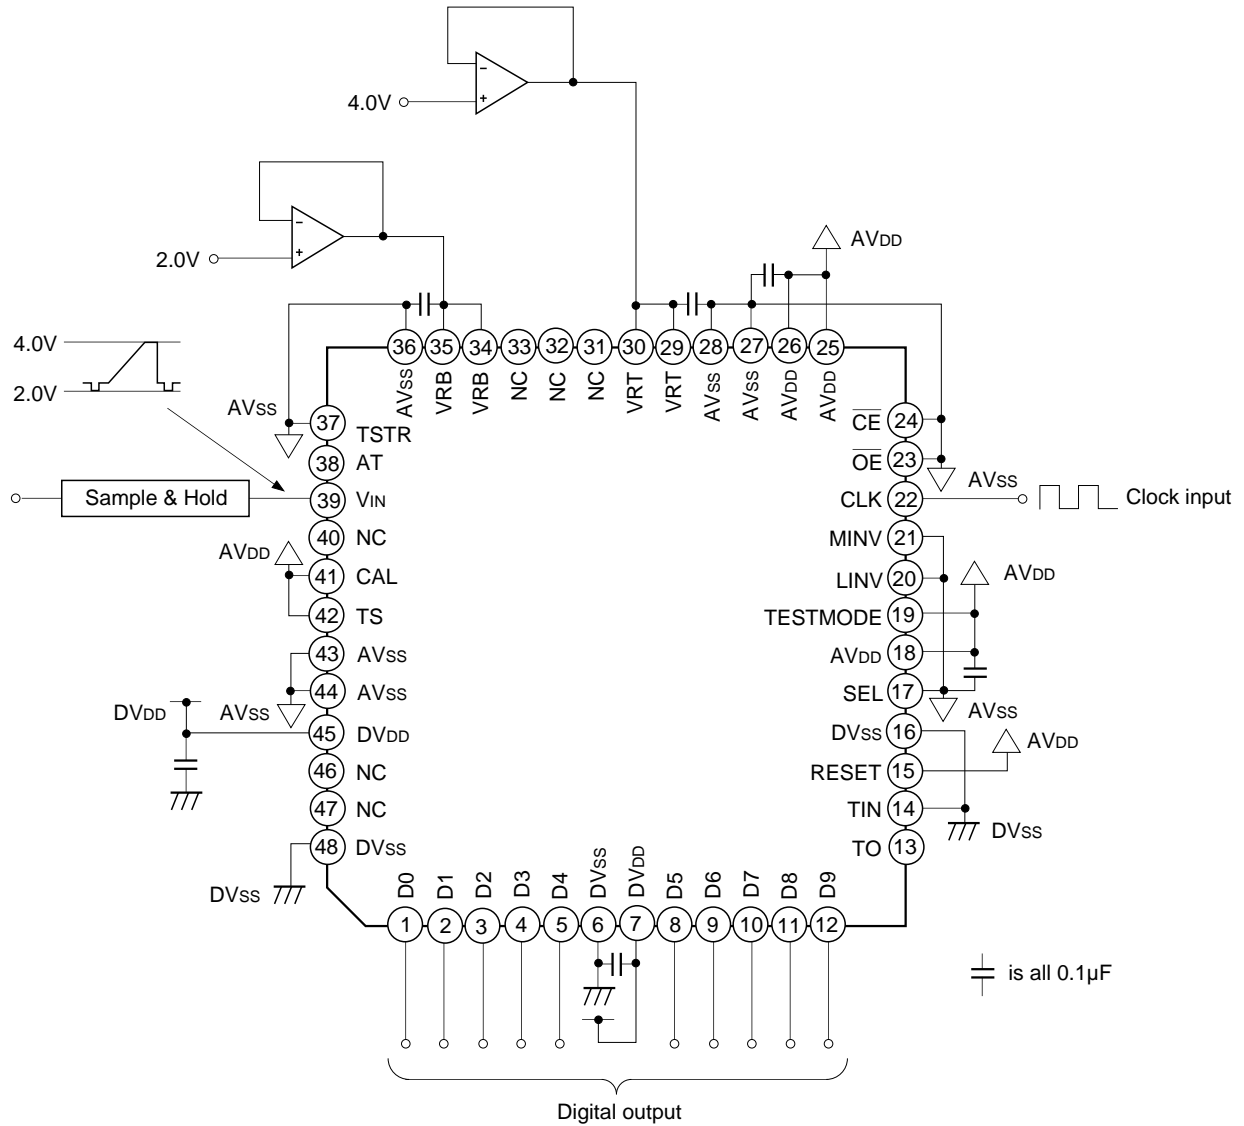 4.0V
−
+
2.0V
−
+
AVDD
4.0V
2.0V
36 35 34 33 32 31 30 29 28 27 26 25
AVSS VRB VRB NC NC NC VRT VRT AVSS AVSS AVDD AVDD
AVSS
37 TSTR
38 AT
Sample & Hold
39 VIN
40 NC
AVDD
41 CAL
42 TS
43 AVSS
44 AVSS
AVSS
DVDD
45 DVDD
46 NC
47 NC
48 DVSS
DVSS
CE 24
OE 23
AVSS
CLK 22
Clock input
MINV 21
LINV 20
AVDD
TESTMODE 19
AVDD 18
SEL 17
AVSS
DVSS 16
AVDD
RESET 15
TIN 14
DVSS
TO 13
D0 D1 D2 D3 D4 DVSS DVDD D5 D6 D7 D8 D9
1 2 3 4 5 6 7 8 9 10 11 12
is all 0.1µF
Digital output